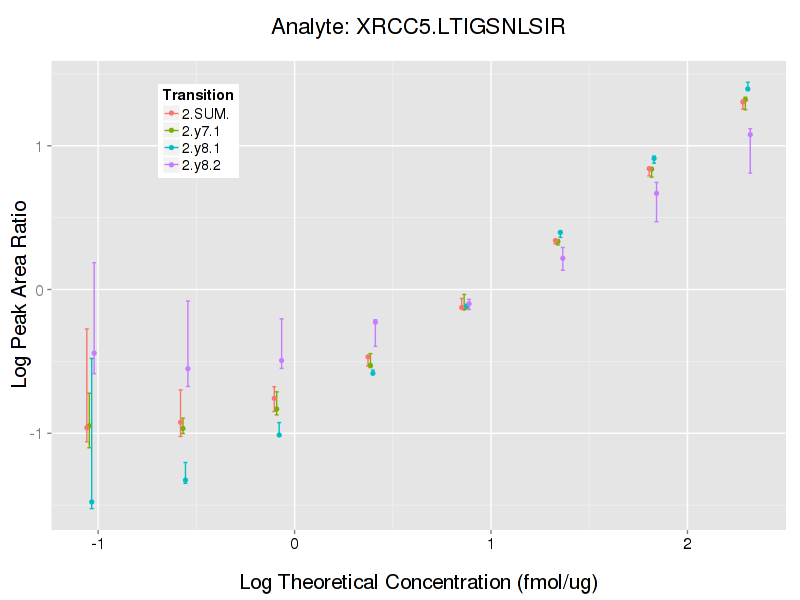 Analyte: XRCC5.LTIGSNLSIR
Transition
2.SUM.
2.y7.1
2.y8.1
2.y8.2
Log Peak Area Ratio
1
0
-1
-1
0
1
2
Log Theoretical Concentration (fmol/ug)